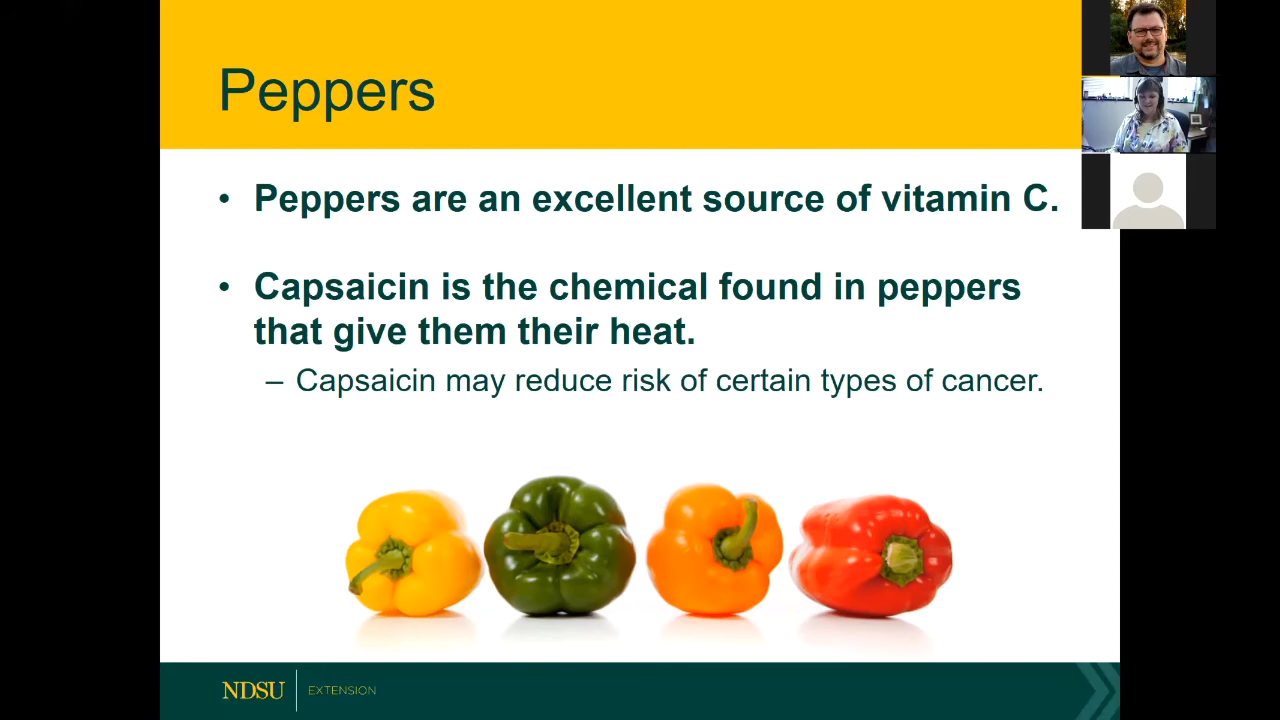 Peppers
• Peppers are an excellent source of vitamin C.
• Capsaicin is the chemical found in peppers
that give them their heat.
– Capsaicin may reduce risk of certain types of cancer.
NDSU EXTENSION